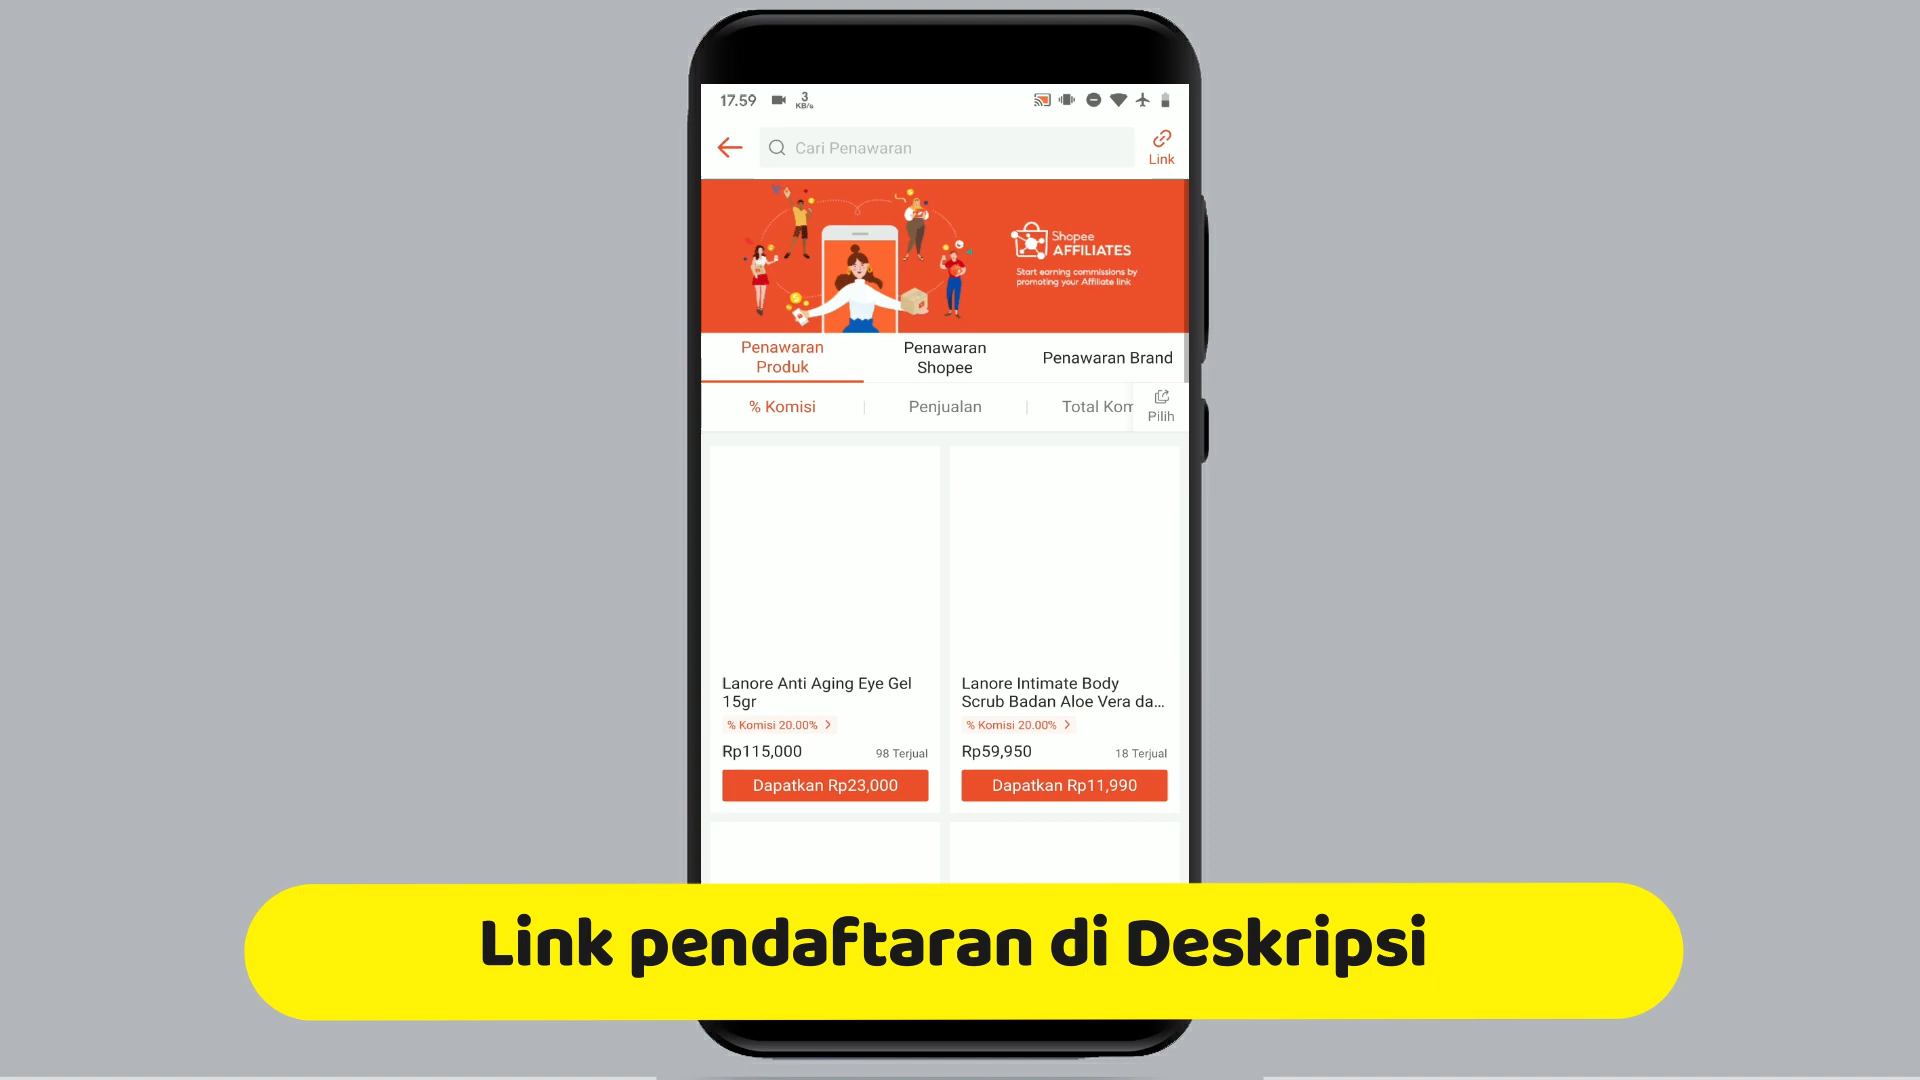 17.59
3
KB/s
Cari Penawaran
Link
Shopee
AFFILIATES
Start earning commissions by
promoting your Affiliate link
Penawaran
Produk
Penawaran
Shopee
Penawaran Brand
% Komisi
Penjualan
Total Kom
Pilih
Lanore Anti Aging Eye Gel
15gr
% Komisi 20.00%
Rp115,000
98 Terjual
Dapatkan Rp23,000
Lanore Intimate Body
Scrub Badan Aloe Vera da...
% Komisi 20.00%
Rp59,950
18 Terjual
Dapatkan Rp11,990
Link pendaftaran di Deskripsi